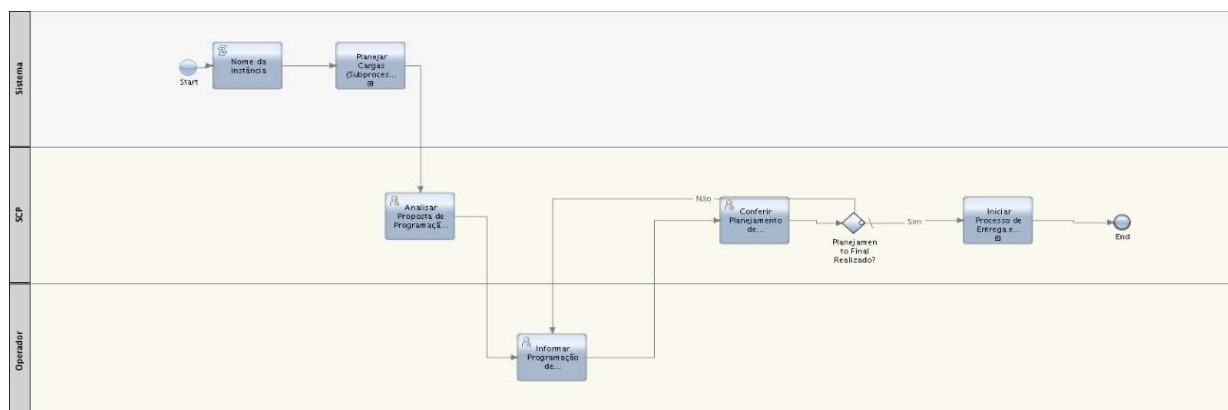 Sistema
Start
Nome da
Instância
Planejar
Cargas
(Subproces...
SCP
Analisar
Proposta de
Programaçã...
Não
Conferir
Planejamento
de...
Planejamen
to Final
Realizado?
Sim
Iniciar
Processo de
Entrega e...
End
Operador
Informar
Programação
de...